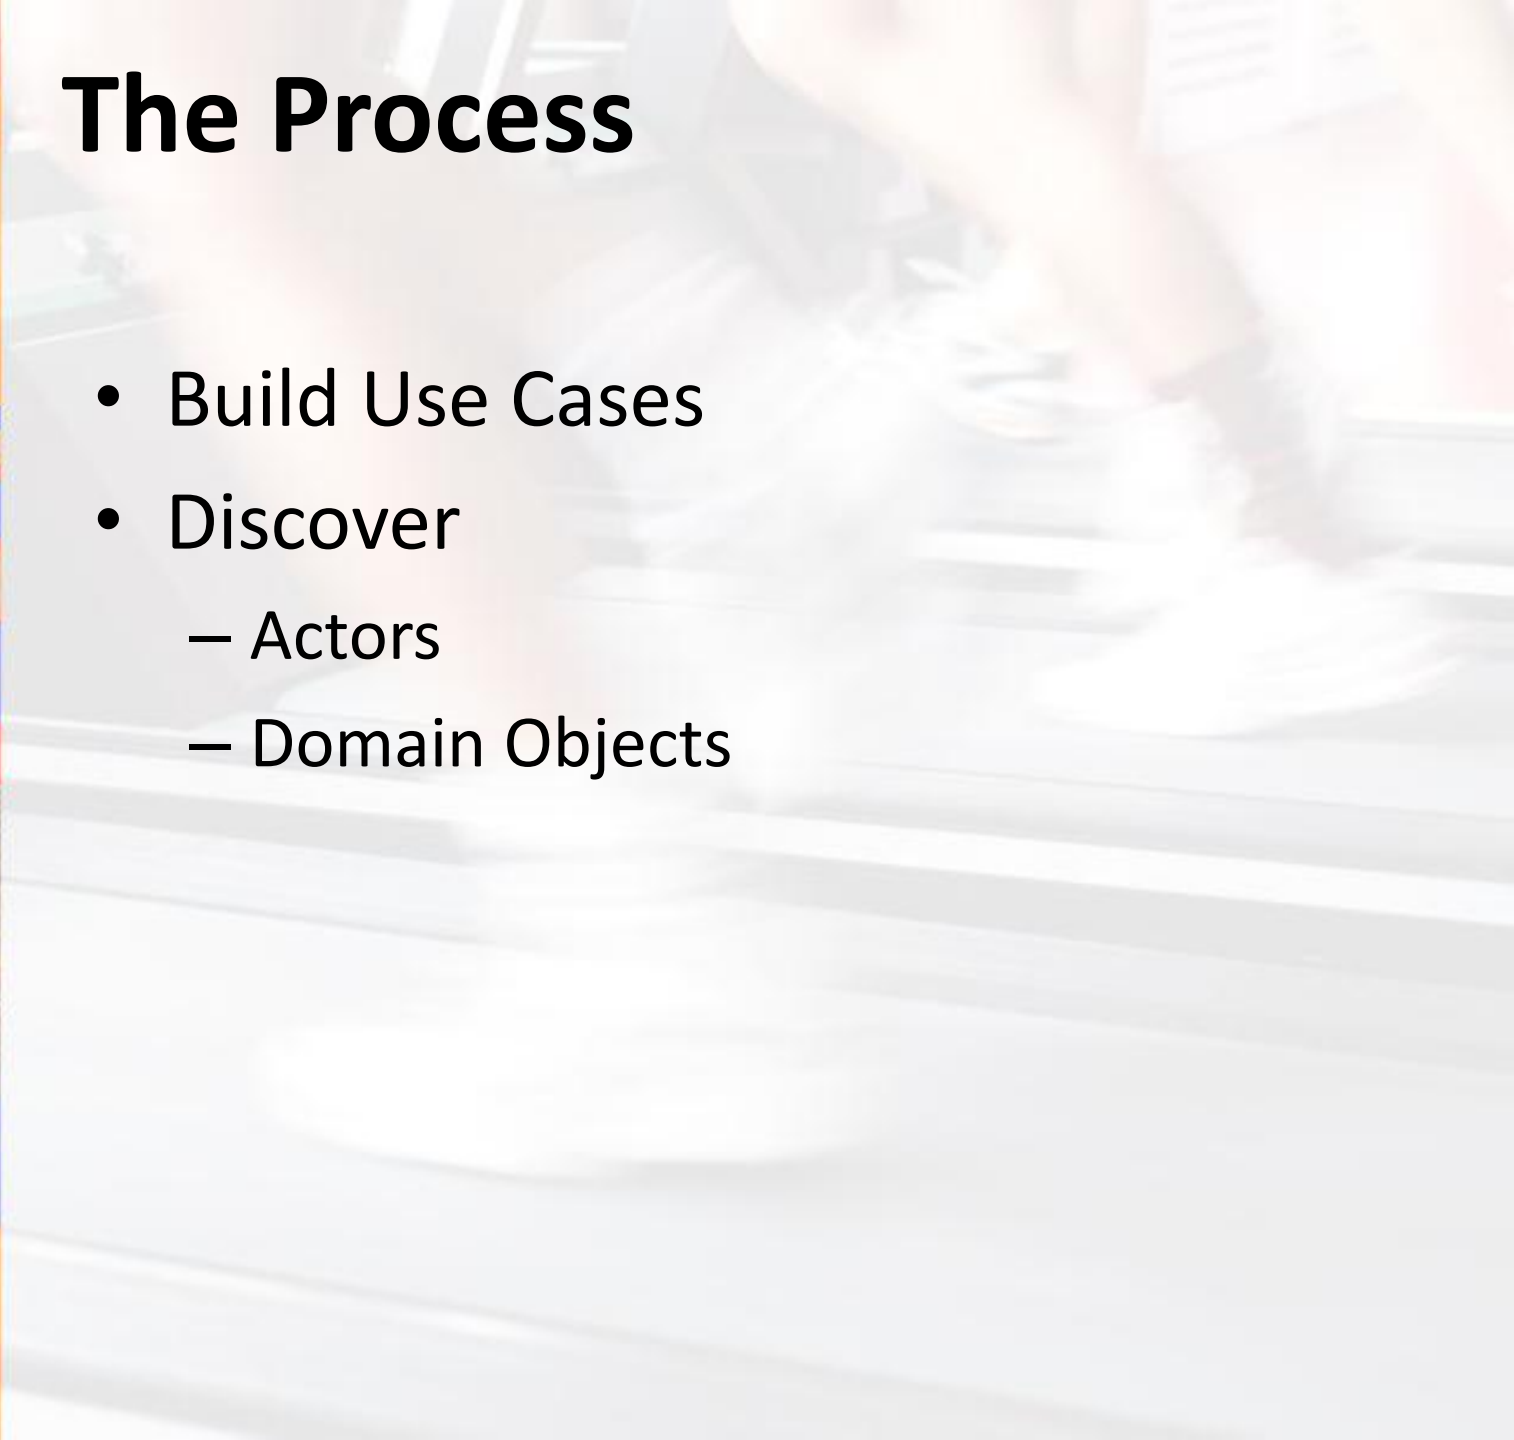 The Process
• Build Use Cases
• Discover
– Actors
– Domain Objects